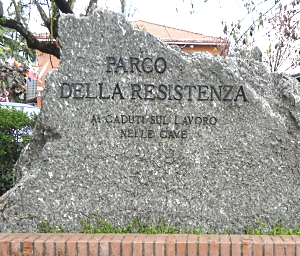 PARCO
DELLA RESISTENZA
AI CADUTI SUL LAVORO
NELLE CAVE